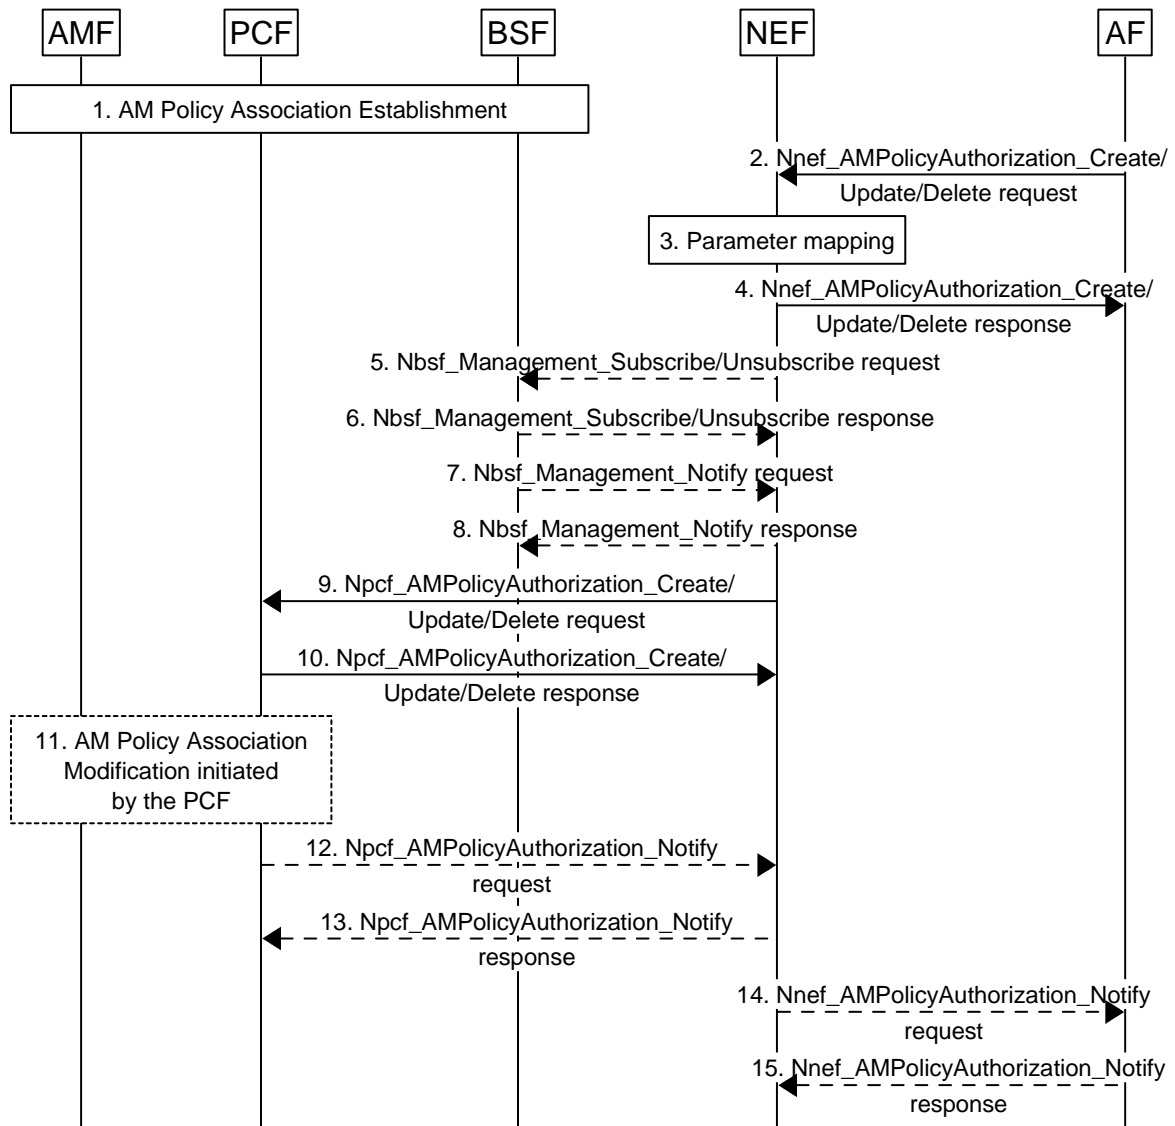 AMF PCF BSF NEF AF
1. AM Policy Association Establishment
2. Nnef_AMPolicyAuthorization_Create/
Update/Delete request
3. Parameter mapping
4. Nnef_AMPolicyAuthorization_Create/
Update/Delete response
5. Nbsf_Management_Subscribe/Unsubscribe request
6. Nbsf_Management_Subscribe/Unsubscribe response
7. Nbsf_Management_Notify request
8. Nbsf_Management_Notify response
9. Npcf_AMPolicyAuthorization_Create/
Update/Delete request
10. Npcf_AMPolicyAuthorization_Create/
Update/Delete response
11. AM Policy Association
Modification initiated
by the PCF
12. Npcf_AMPolicyAuthorization_Notify
request
13. Npcf_AMPolicyAuthorization_Notify
response
14. Nnef_AMPolicyAuthorization_Notify
request
15. Nnef_AMPolicyAuthorization_Notify
response